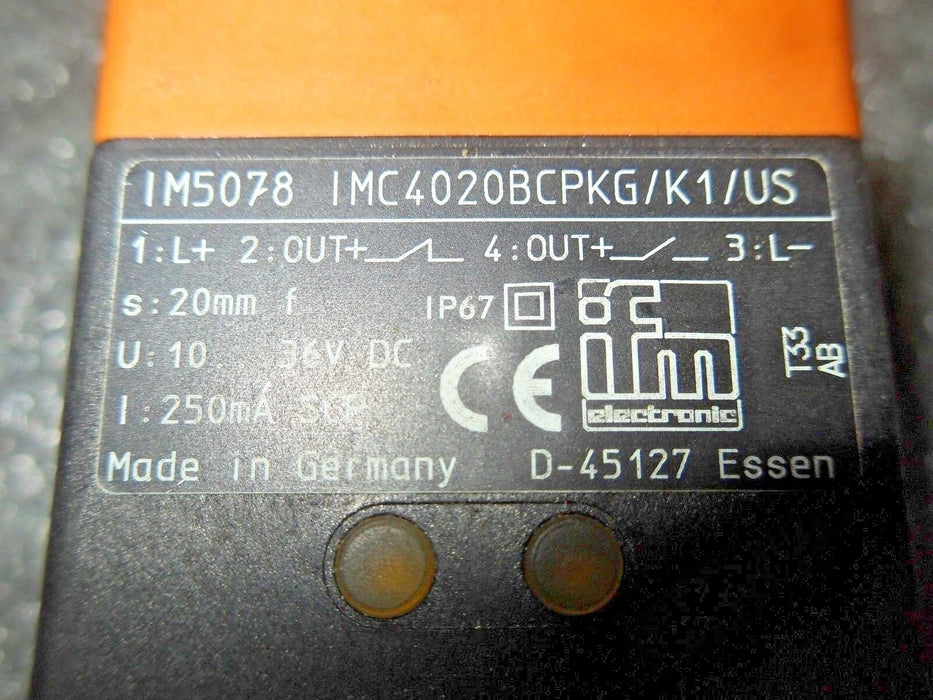 IM5078 IMC4020BCPKG/K1/US
1:L+ 2:OUT+ 4:OUT+ 3:L−
s:20mm f IP67
U:10 36V DC
I:250mA SCP
CE
ifm
electronic
T33
AB
Made in Germany D-45127 Essen